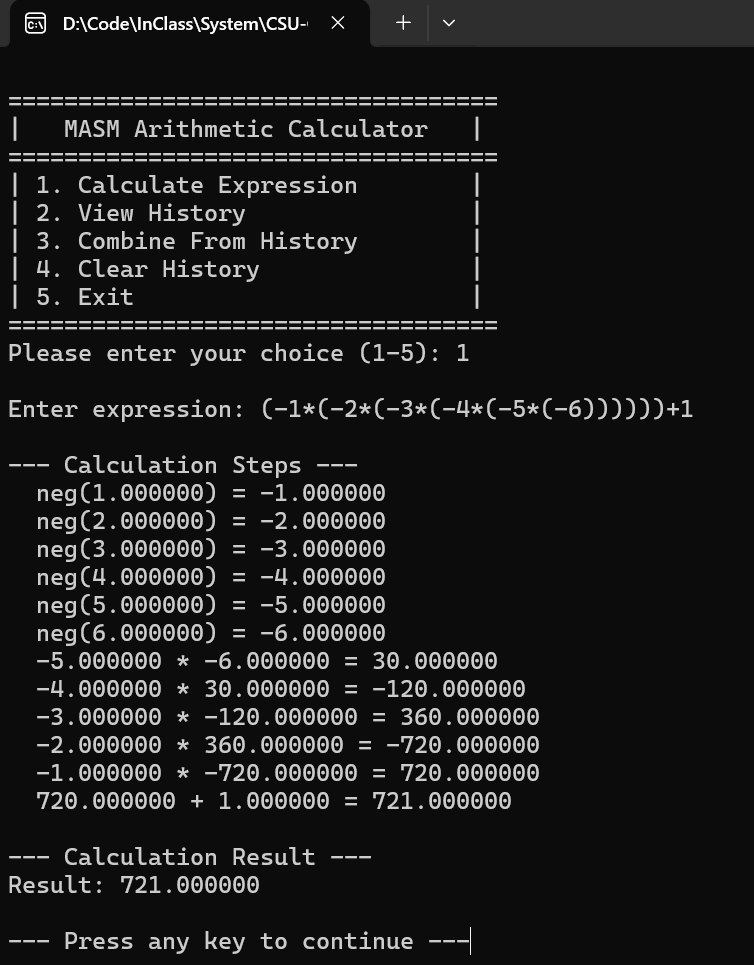 D:\Code\InClass\System\CSU-
===================================
|   MASM Arithmetic Calculator   |
===================================
| 1. Calculate Expression        |
| 2. View History                |
| 3. Combine From History        |
| 4. Clear History               |
| 5. Exit                        |
===================================
Please enter your choice (1-5): 1
Enter expression: (-1*(-2*(-3*(-4*(-5*(-6))))))+1
--- Calculation Steps ---
neg(1.000000) = -1.000000
neg(2.000000) = -2.000000
neg(3.000000) = -3.000000
neg(4.000000) = -4.000000
neg(5.000000) = -5.000000
neg(6.000000) = -6.000000
-5.000000 * -6.000000 = 30.000000
-4.000000 * 30.000000 = -120.000000
-3.000000 * -120.000000 = 360.000000
-2.000000 * 360.000000 = -720.000000
-1.000000 * -720.000000 = 720.000000
720.000000 + 1.000000 = 721.000000
--- Calculation Result ---
Result: 721.000000
--- Press any key to continue ---